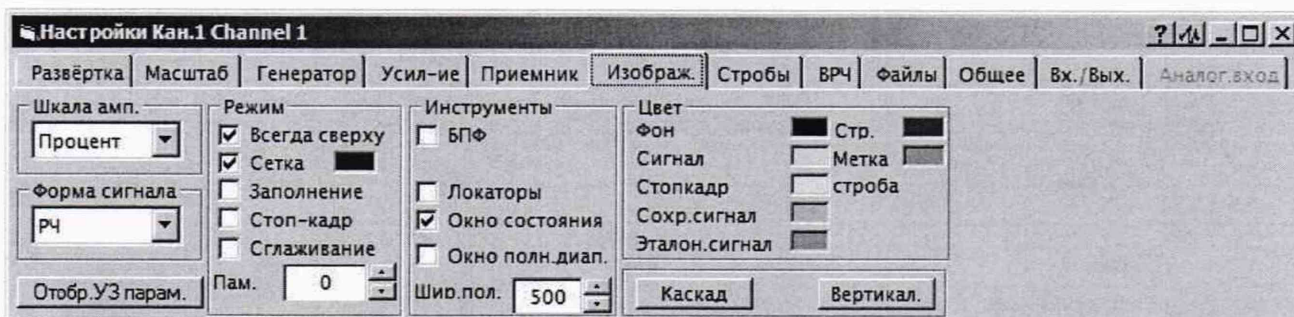 Настройки Кан.1 Channel 1
Развёртка Масштаб Генератор Усил-ие Приемник Изображ. Стробы ВРЧ Файлы Общее Вх./Вых. Аналог.вход
Шкала амп.
Процент
Форма сигнала
РЧ
Отобр.УЗ парам.
Режим
Всегда сверху
Сетка
Заполнение
Стоп-кадр
Сглаживание
Пам. 0
Инструменты
БПФ
Локаторы
Окно состояния
Окно полн.диап.
Шир.пол. 500
Цвет
Фон Стр.
Сигнал Метка
Стопкадр строба
Сохр.сигнал
Эталон.сигнал
Каскад Вертикал.